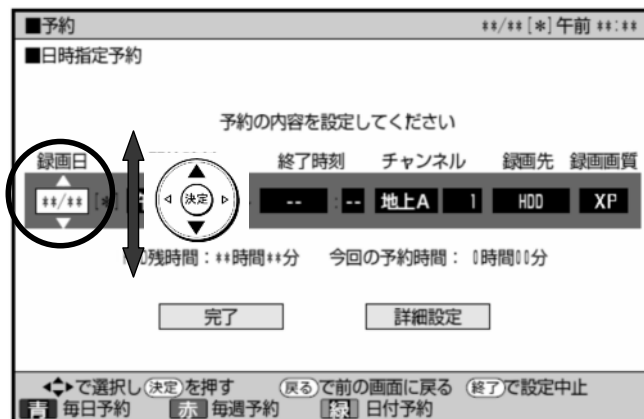 ■予約 **/** [*] 午前 **:**
■日時指定予約
予約の内容を設定してください
録画日 終了時刻 チャンネル 録画先 録画画質
**/** [*] 決定 -- : -- 地上A 1 HDD XP
残時間：**時間**分 今回の予約時間： 0時間00分
完了 詳細設定
で選択し 決定 を押す 戻る で前の画面に戻る 終了 で設定中止
青 毎日予約 赤 毎週予約 緑 日付予約